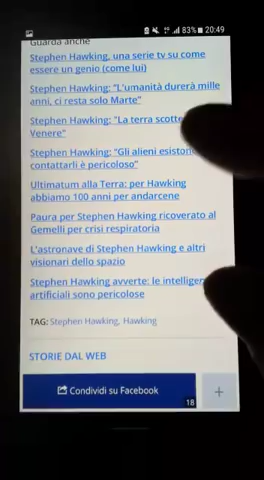 83% 20:49
Guarda anche
Stephen Hawking, una serie tv su come
essere un genio (come lui)
Stephen Hawking: "L'umanità durerà mille
anni, ci resta solo Marte"
Stephen Hawking: "La terra
Venere"
Stephen Hawking: "Gli alieni
contattarli è pericoloso"
Ultimatum alla Terra: per Hawking
abbiamo 100 anni per andarcene
Paura per Stephen Hawking ricoverato al
Gemelli per crisi respiratoria
L'astronave di Stephen Hawking e altri
visionari dello spazio
Stephen Hawking avverte: le
artificiali sono pericolose
TAG: Stephen Hawking, Hawking
STORIE DAL WEB
Condividi su Facebook
18
+